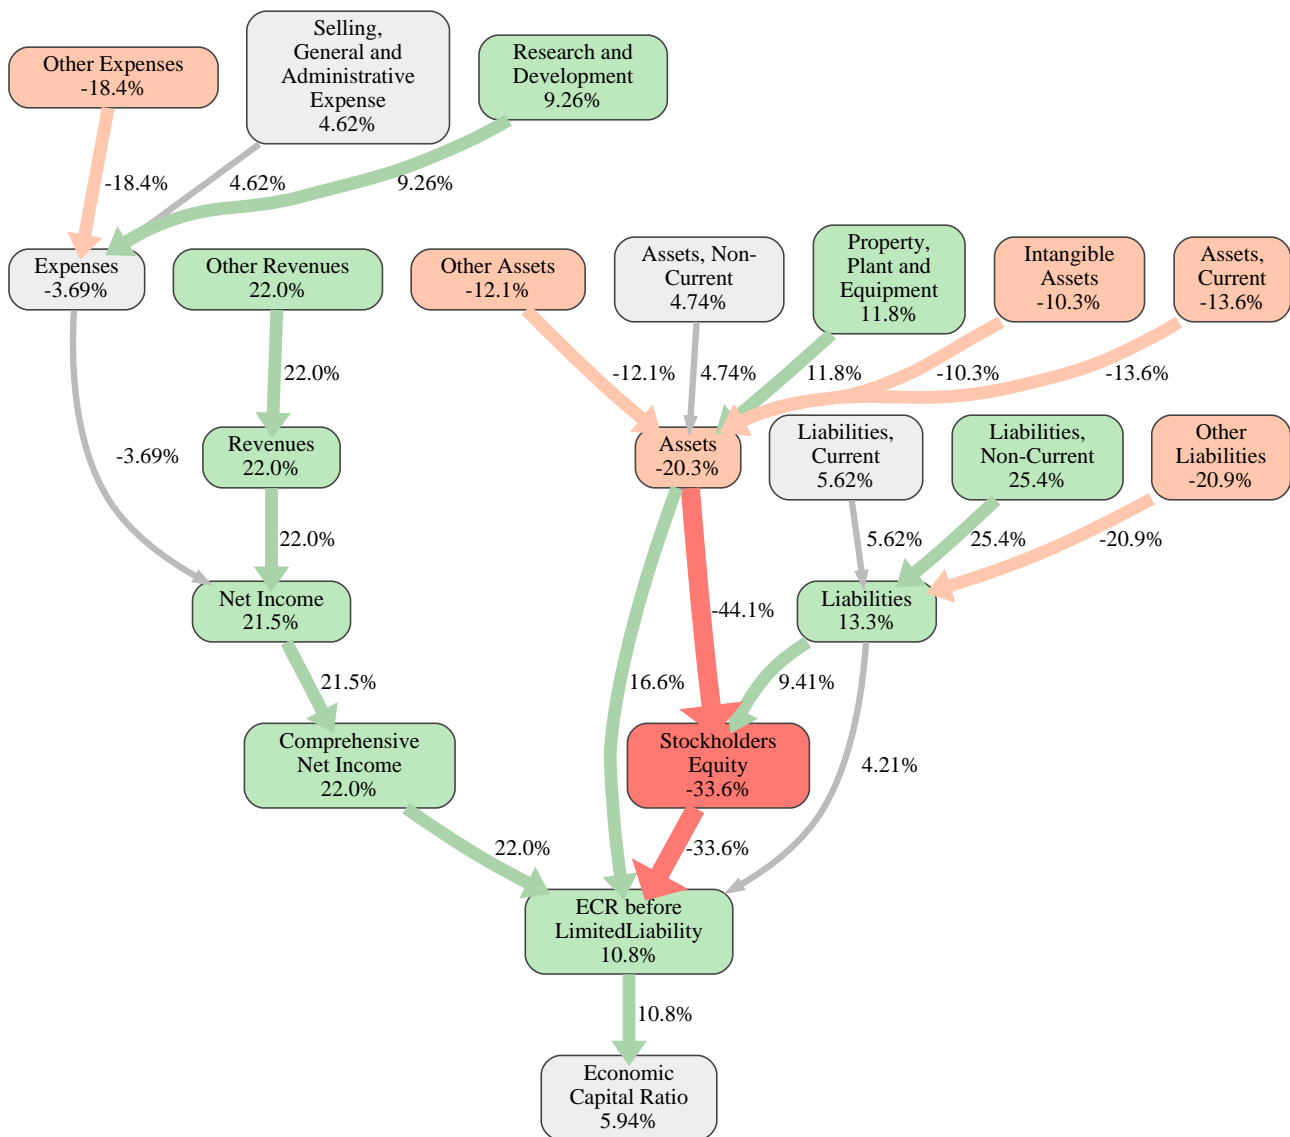 Selling,
General and
Administrative
Expense
4.62%
Other Expenses
-18.4%
Research and
Development
9.26%
-18.4%
4.62%
9.26%
Expenses
-3.69%
Other Revenues
22.0%
Other Assets
-12.1%
Assets, Non-
Current
4.74%
Property,
Plant and
Equipment
11.8%
Intangible
Assets
-10.3%
Assets,
Current
-13.6%
22.0%
-12.1%
4.74%
11.8%
-10.3%
-13.6%
-3.69%
Revenues
22.0%
Assets
-20.3%
Liabilities,
Current
5.62%
Liabilities,
Non-Current
25.4%
Other
Liabilities
-20.9%
22.0%
5.62%
25.4%
-20.9%
Net Income
21.5%
-44.1%
Liabilities
13.3%
21.5%
16.6%
9.41%
Comprehensive
Net Income
22.0%
Stockholders
Equity
-33.6%
4.21%
22.0%
-33.6%
ECR before
LimitedLiability
10.8%
10.8%
Economic
Capital Ratio
5.94%